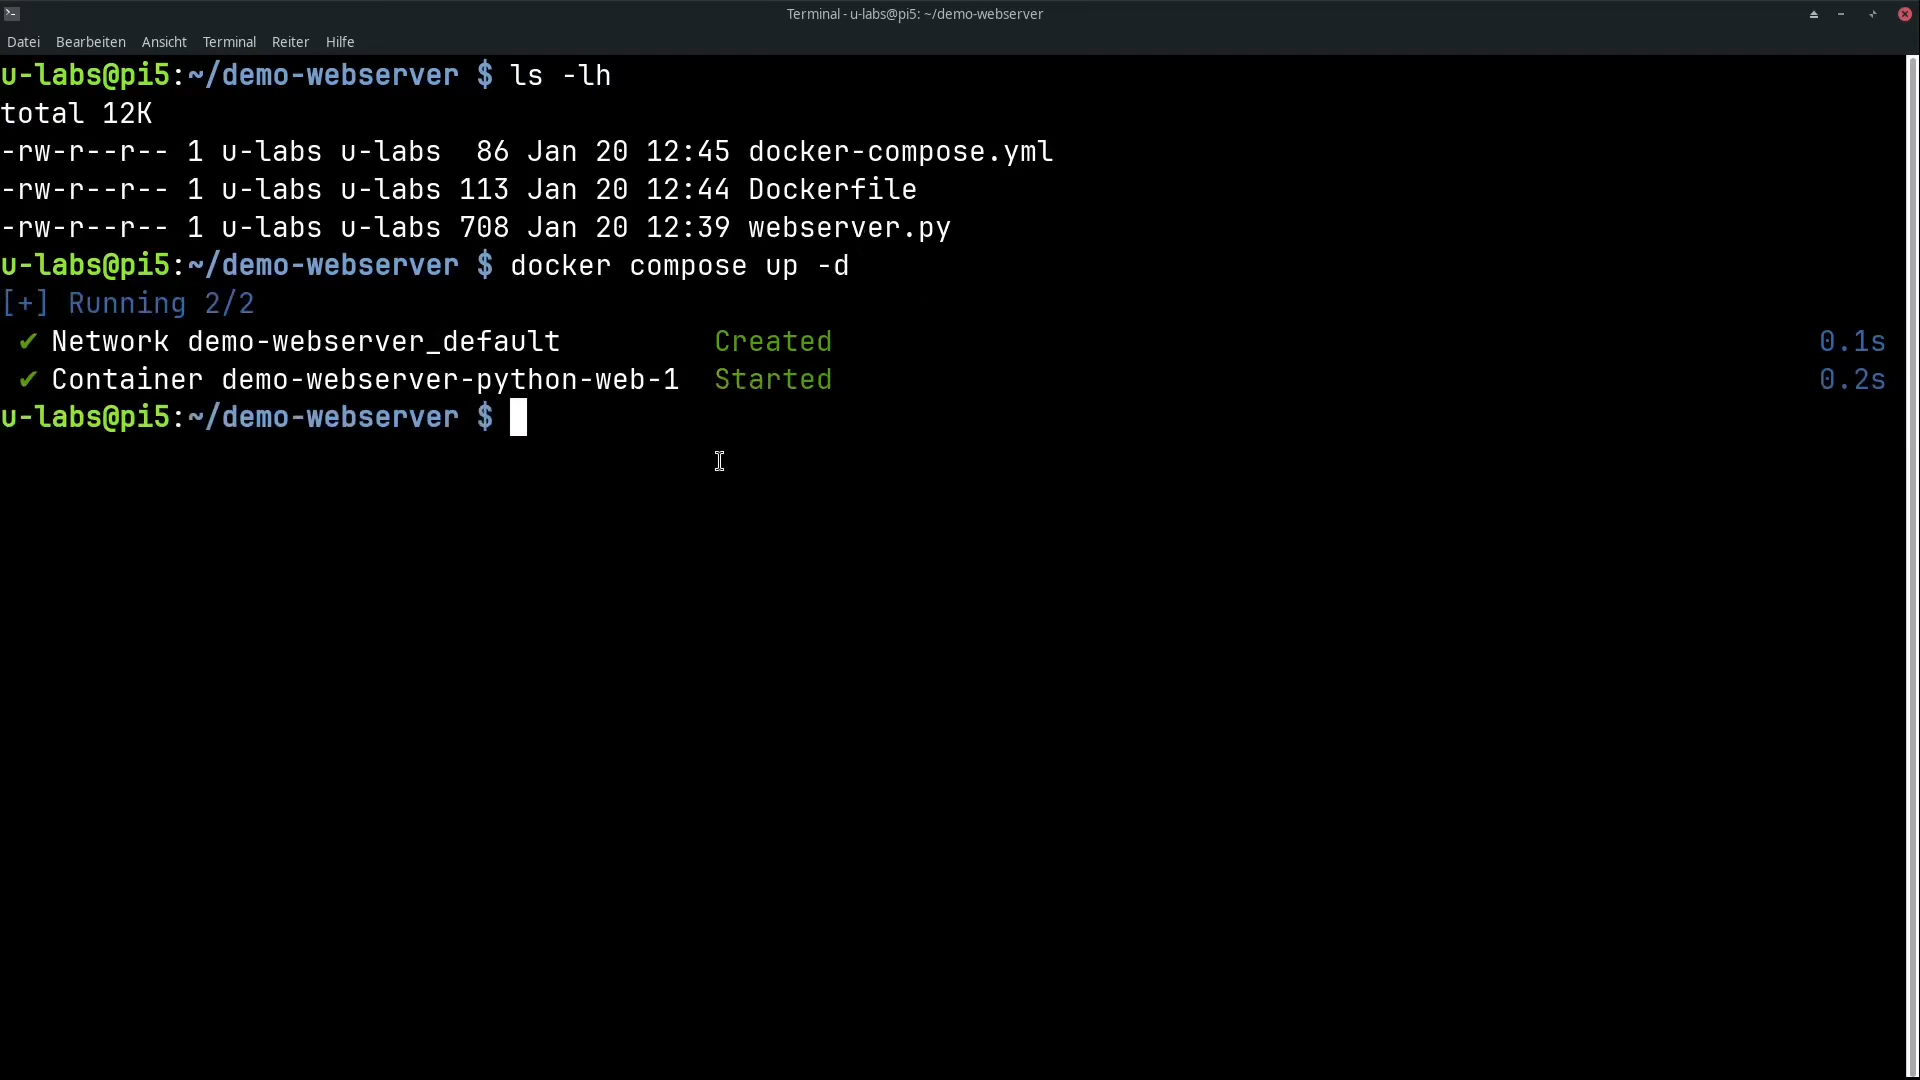 Terminal - u-labs@pi5: ~/demo-webserver
Datei Bearbeiten Ansicht Terminal Reiter Hilfe
u-labs@pi5:~/demo-webserver $ ls -lh
total 12K
-rw-r--r-- 1 u-labs u-labs  86 Jan 20 12:45 docker-compose.yml
-rw-r--r-- 1 u-labs u-labs 113 Jan 20 12:44 Dockerfile
-rw-r--r-- 1 u-labs u-labs 708 Jan 20 12:39 webserver.py
u-labs@pi5:~/demo-webserver $ docker compose up -d
[+] Running 2/2
 ✔ Network demo-webserver_default         Created 0.1s
 ✔ Container demo-webserver-python-web-1  Started 0.2s
u-labs@pi5:~/demo-webserver $